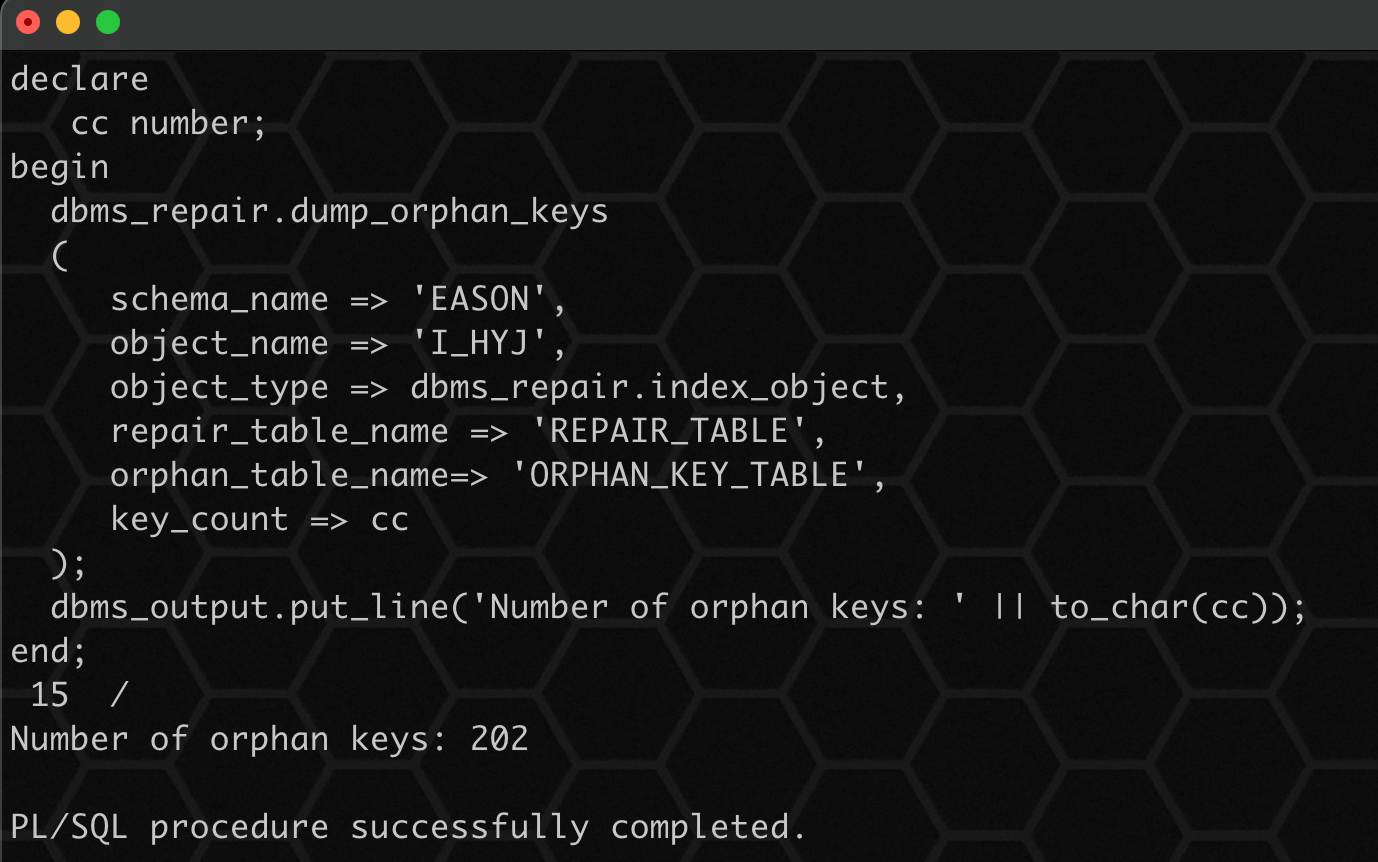 declare
   cc number;
begin
  dbms_repair.dump_orphan_keys
  (
     schema_name => 'EASON',
     object_name => 'I_HYJ',
     object_type => dbms_repair.index_object,
     repair_table_name => 'REPAIR_TABLE',
     orphan_table_name=> 'ORPHAN_KEY_TABLE',
     key_count => cc
  );
  dbms_output.put_line('Number of orphan keys: ' || to_char(cc));
end;
 15  /
Number of orphan keys: 202

PL/SQL procedure successfully completed.